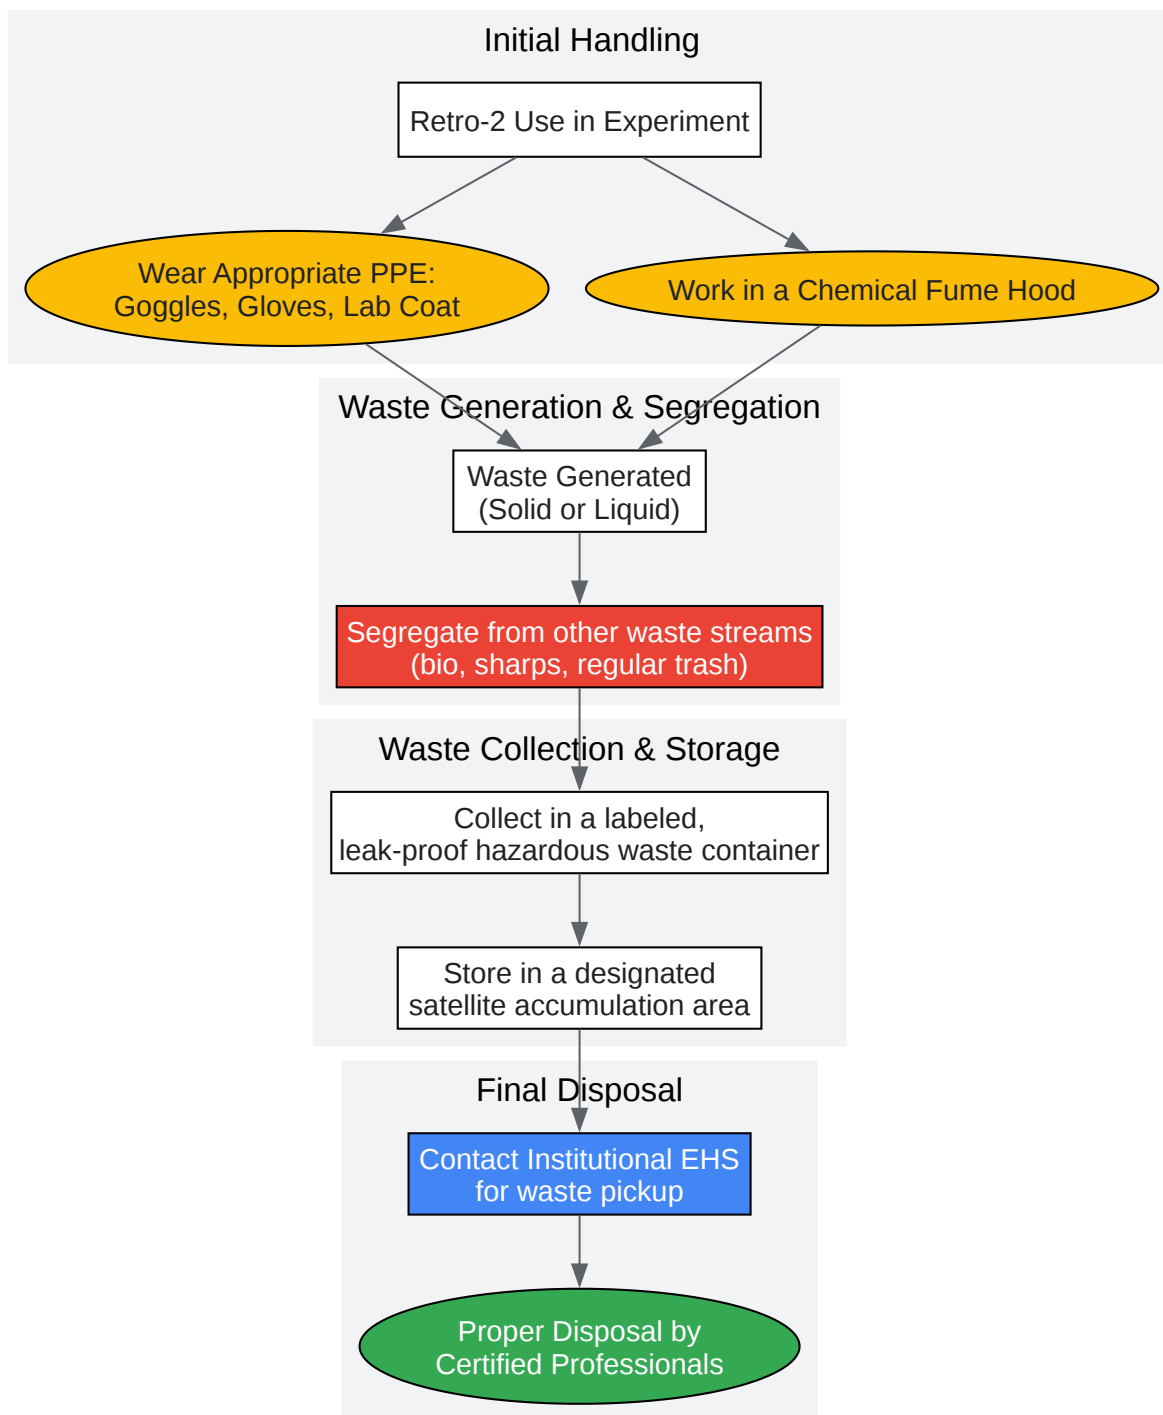 Initial Handling
Retro-2 Use in Experiment
Wear Appropriate PPE:
Goggles, Gloves, Lab Coat
Work in a Chemical Fume Hood
Waste Generation & Segregation
Waste Generated
(Solid or Liquid)
Segregate from other waste streams
(bio, sharps, regular trash)
Waste Collection & Storage
Collect in a labeled,
leak-proof hazardous waste container
Store in a designated
satellite accumulation area
Final Disposal
Contact Institutional EHS
for waste pickup
Proper Disposal by
Certified Professionals